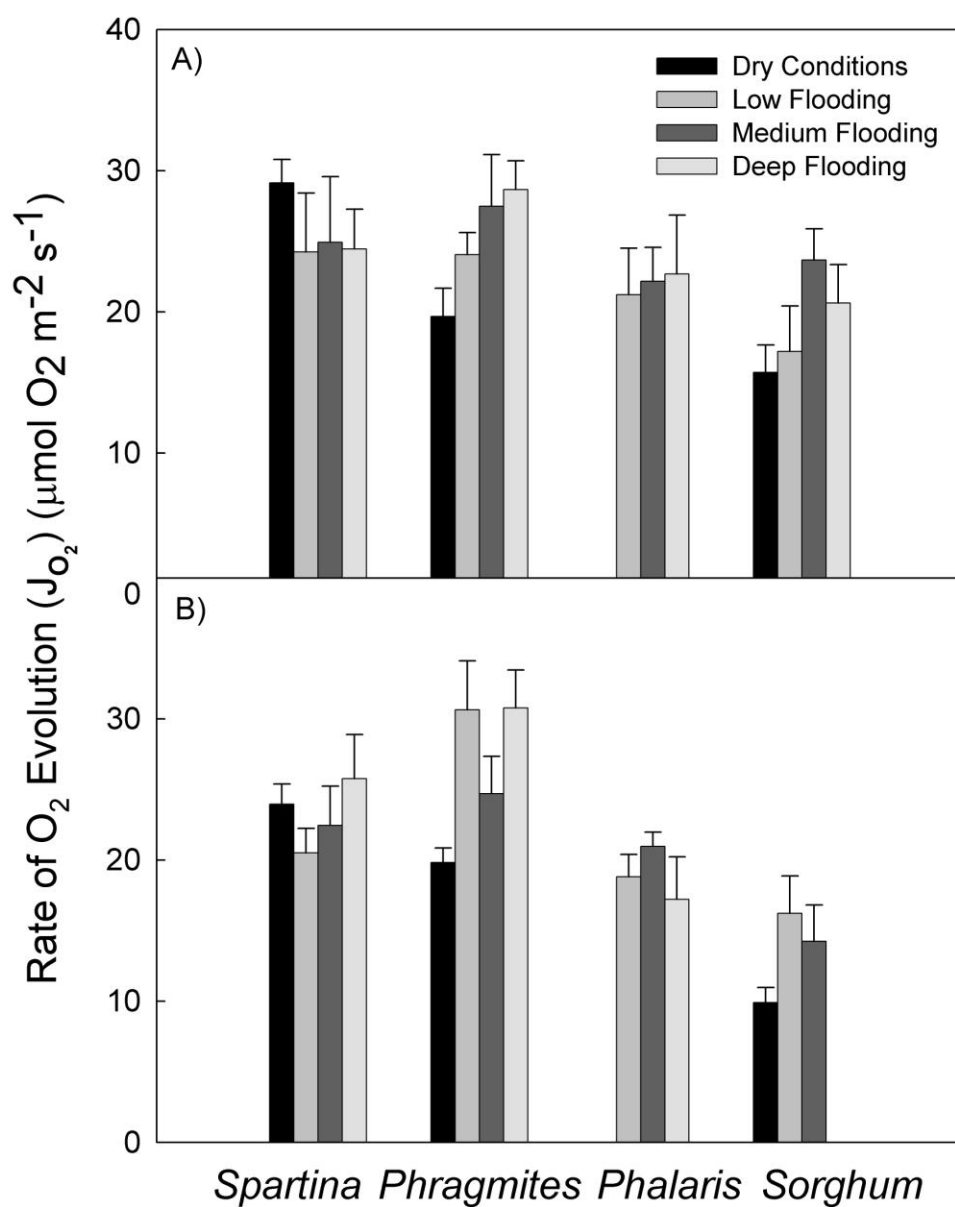 Rate of O2 Evolution (JO2) (μmol O2 m-2 s-1)
40
A)
Dry Conditions
Low Flooding
Medium Flooding
Deep Flooding
30
20
10
0
B)
30
20
10
0
Spartina Phragmites Phalaris Sorghum